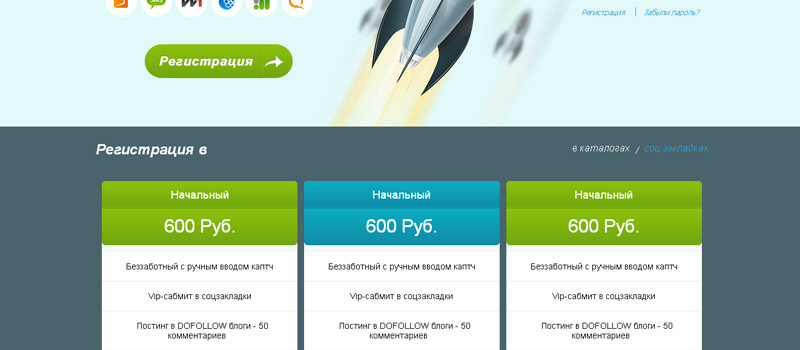 Регистрация Забыли пароль?
Регистрация
Регистрация в
в каталогах / соц закладках
Начальный Начальный Начальный
600 Руб. 600 Руб. 600 Руб.
Беззаботный с ручным вводом каптч Беззаботный с ручным вводом каптч Беззаботный с ручным вводом каптч
Vip-сабмит в соцзакладки Vip-сабмит в соцзакладки Vip-сабмит в соцзакладки
Постинг в DOFOLLOW блоги - 50 Постинг в DOFOLLOW блоги - 50 Постинг в DOFOLLOW блоги - 50
комментариев комментариев комментариев